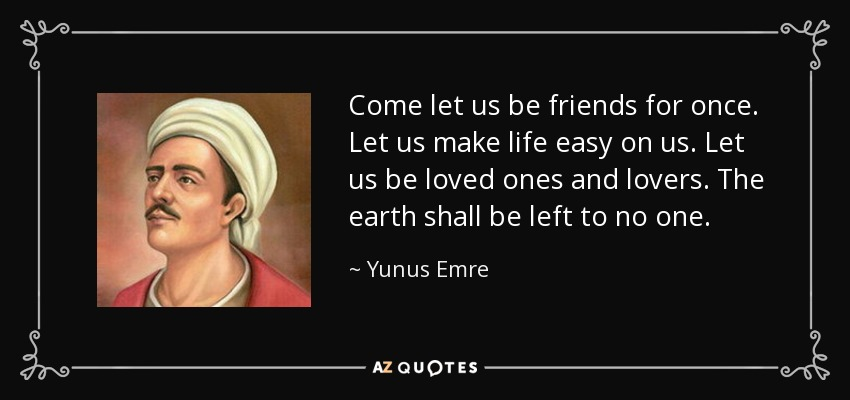 Come let us be friends for once.
Let us make life easy on us. Let
us be loved ones and lovers. The
earth shall be left to no one.
~ Yunus Emre
AZ QUOTES